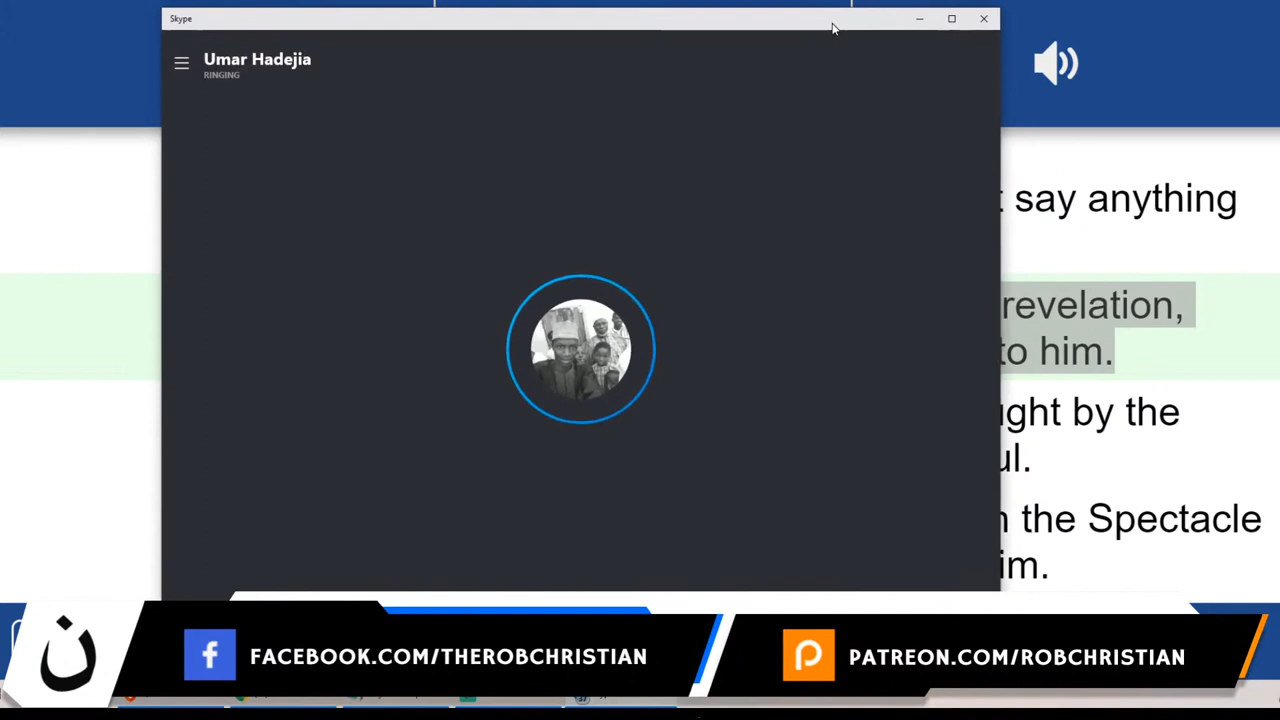 Skype
Umar Hadejia
RINGING
say anything
revelation,
to him.
ught by the
ul.
the Spectacle
im.
ن
f FACEBOOK.COM/THEROBCHRISTIAN
PATREON.COM/ROBCHRISTIAN